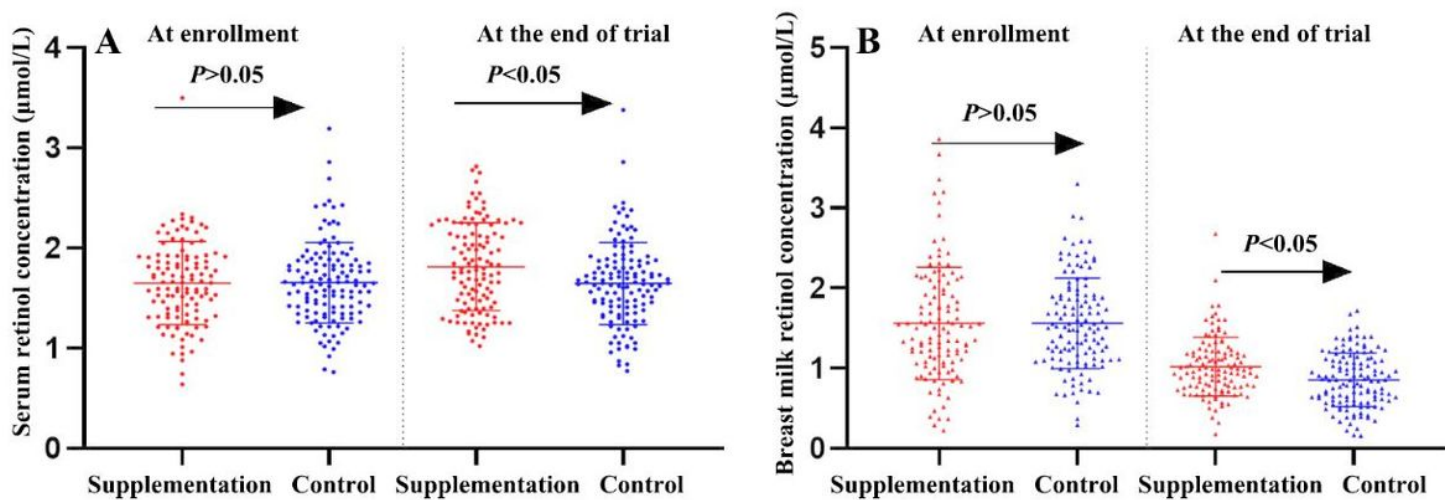 A
At enrollment
At the end of trial
P>0.05
P<0.05
Serum retinol concentration (μmol/L)
4
3
2
1
0
Supplementation
Control
Supplementation
Control
B
At enrollment
At the end of trial
P>0.05
P<0.05
Breast milk retinol concentration (μmol/L)
5
4
3
2
1
0
Supplementation
Control
Supplementation
Control